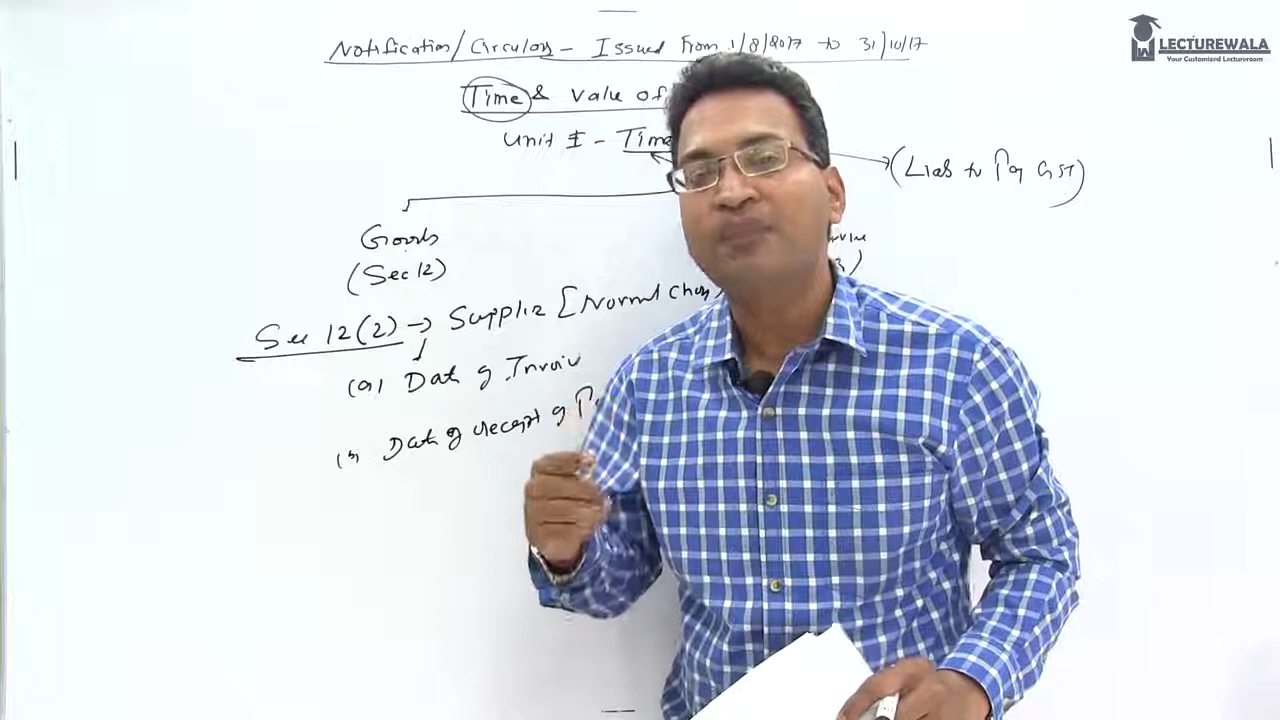 Notification/Circulars - Issued From 1/8/2017 to 31/10/17
LECTUREWALA
Your Customized Lectureroom
Time & Value of
Unit I - Time
(Liab to Pay GST)
Goods
(Sec 12)
Sec 12(2) → Supplier [Normal
(a) Date of Invoice
Date of receipt of